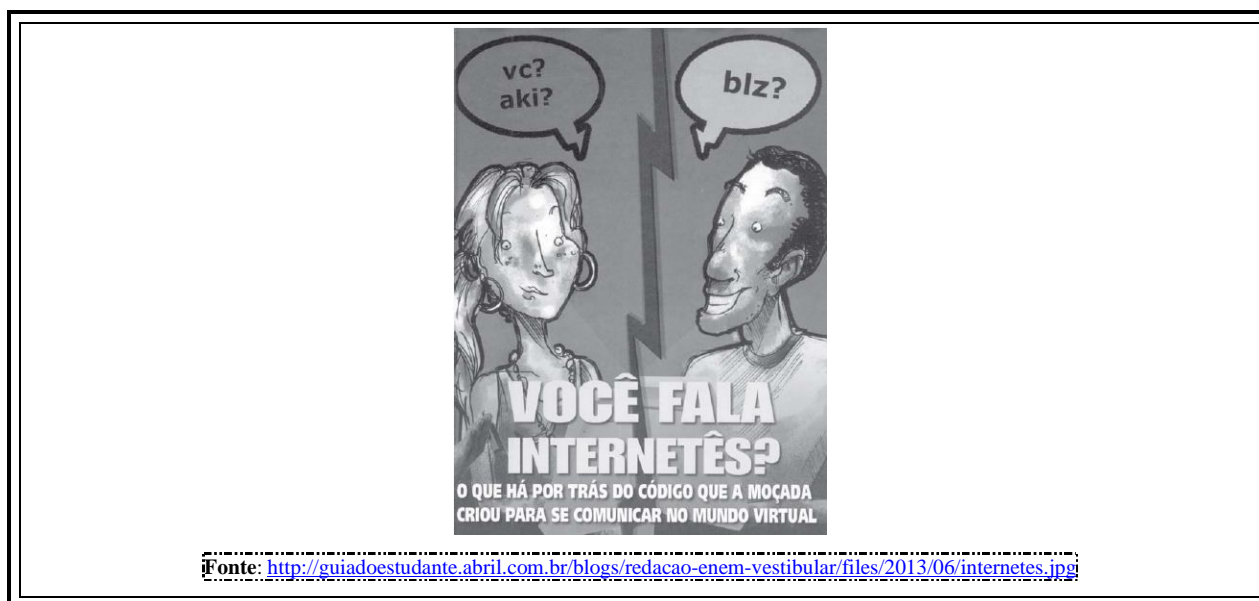 vc?
aki?
blz?
VOCÊ FALA
INTERNETÊS?
O QUE HÁ POR TRÁS DO CÓDIGO QUE A MOÇADA
CRIOU PARA SE COMUNICAR NO MUNDO VIRTUAL
Fonte: http://guiadoestudante.abril.com.br/blogs/redacao-enem-vestibular/files/2013/06/internetes.jpg